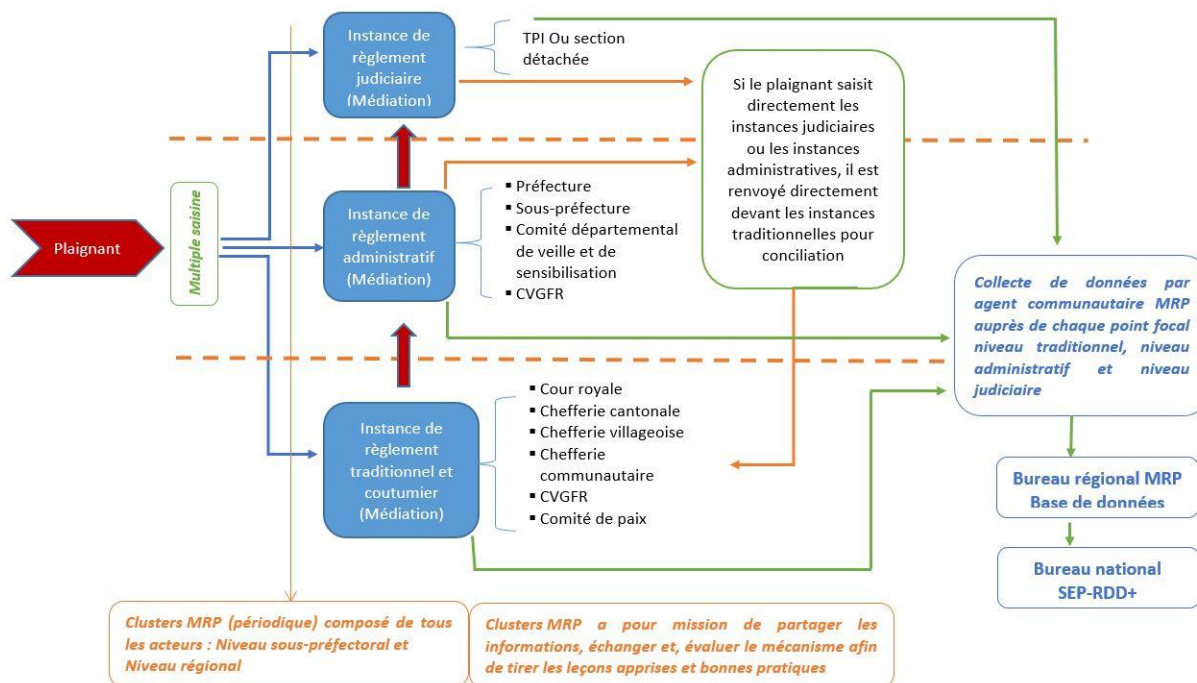 Instance de
règlement
judiciaire
(Médiation)
TPI Ou section
détachée
Si le plaignant saisit
directement les
instances judiciaires
ou les instances
administratives, il est
renvoyé directement
devant les instances
traditionnelles pour
conciliation
Plaignant
Multiple saisine
Instance de
règlement
administratif
(Médiation)
▪ Préfecture
▪ Sous-préfecture
▪ Comité départemental
de veille et de
sensibilisation
▪ CVGFR
Collecte de données par
agent communautaire MRP
auprès de chaque point focal
niveau traditionnel, niveau
administratif et niveau
judiciaire
Instance de
règlement
traditionnel et
coutumier
(Médiation)
▪ Cour royale
▪ Chefferie cantonale
▪ Chefferie villageoise
▪ Chefferie
communautaire
▪ CVGFR
▪ Comité de paix
Bureau régional MRP
Base de données
Bureau national
SEP-RDD+
Clusters MRP (périodique) composé de tous
les acteurs : Niveau sous-préfectoral et
Niveau régional
Clusters MRP a pour mission de partager les
informations, échanger et, évaluer le mécanisme afin
de tirer les leçons apprises et bonnes pratiques